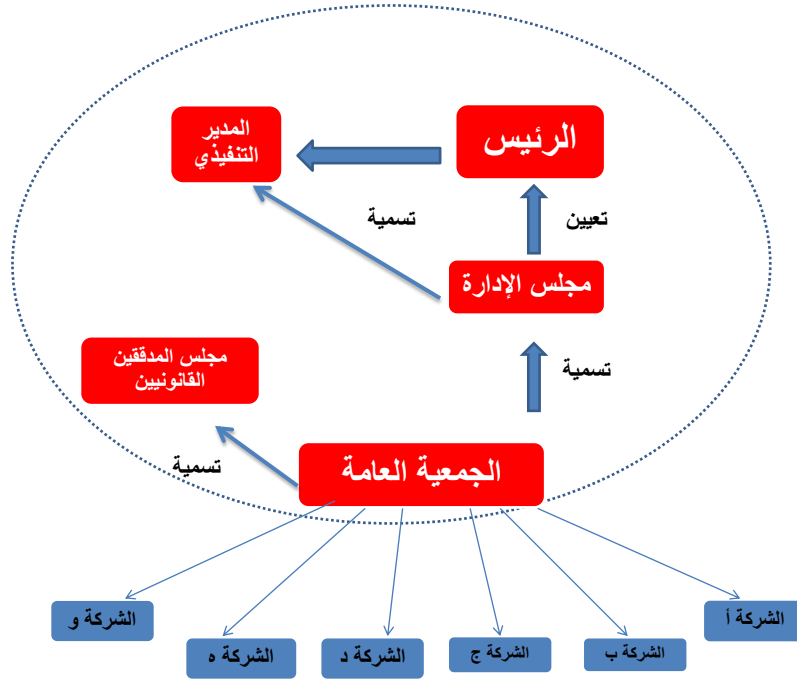 الرئيس
المدير
التنفيذي
تعيين
تسمية
مجلس الإدارة
تسمية
مجلس المدققين
القانونيين
تسمية
الجمعية العامة
الشركة أ
الشركة ب
الشركة ج
الشركة د
الشركة ه
الشركة و